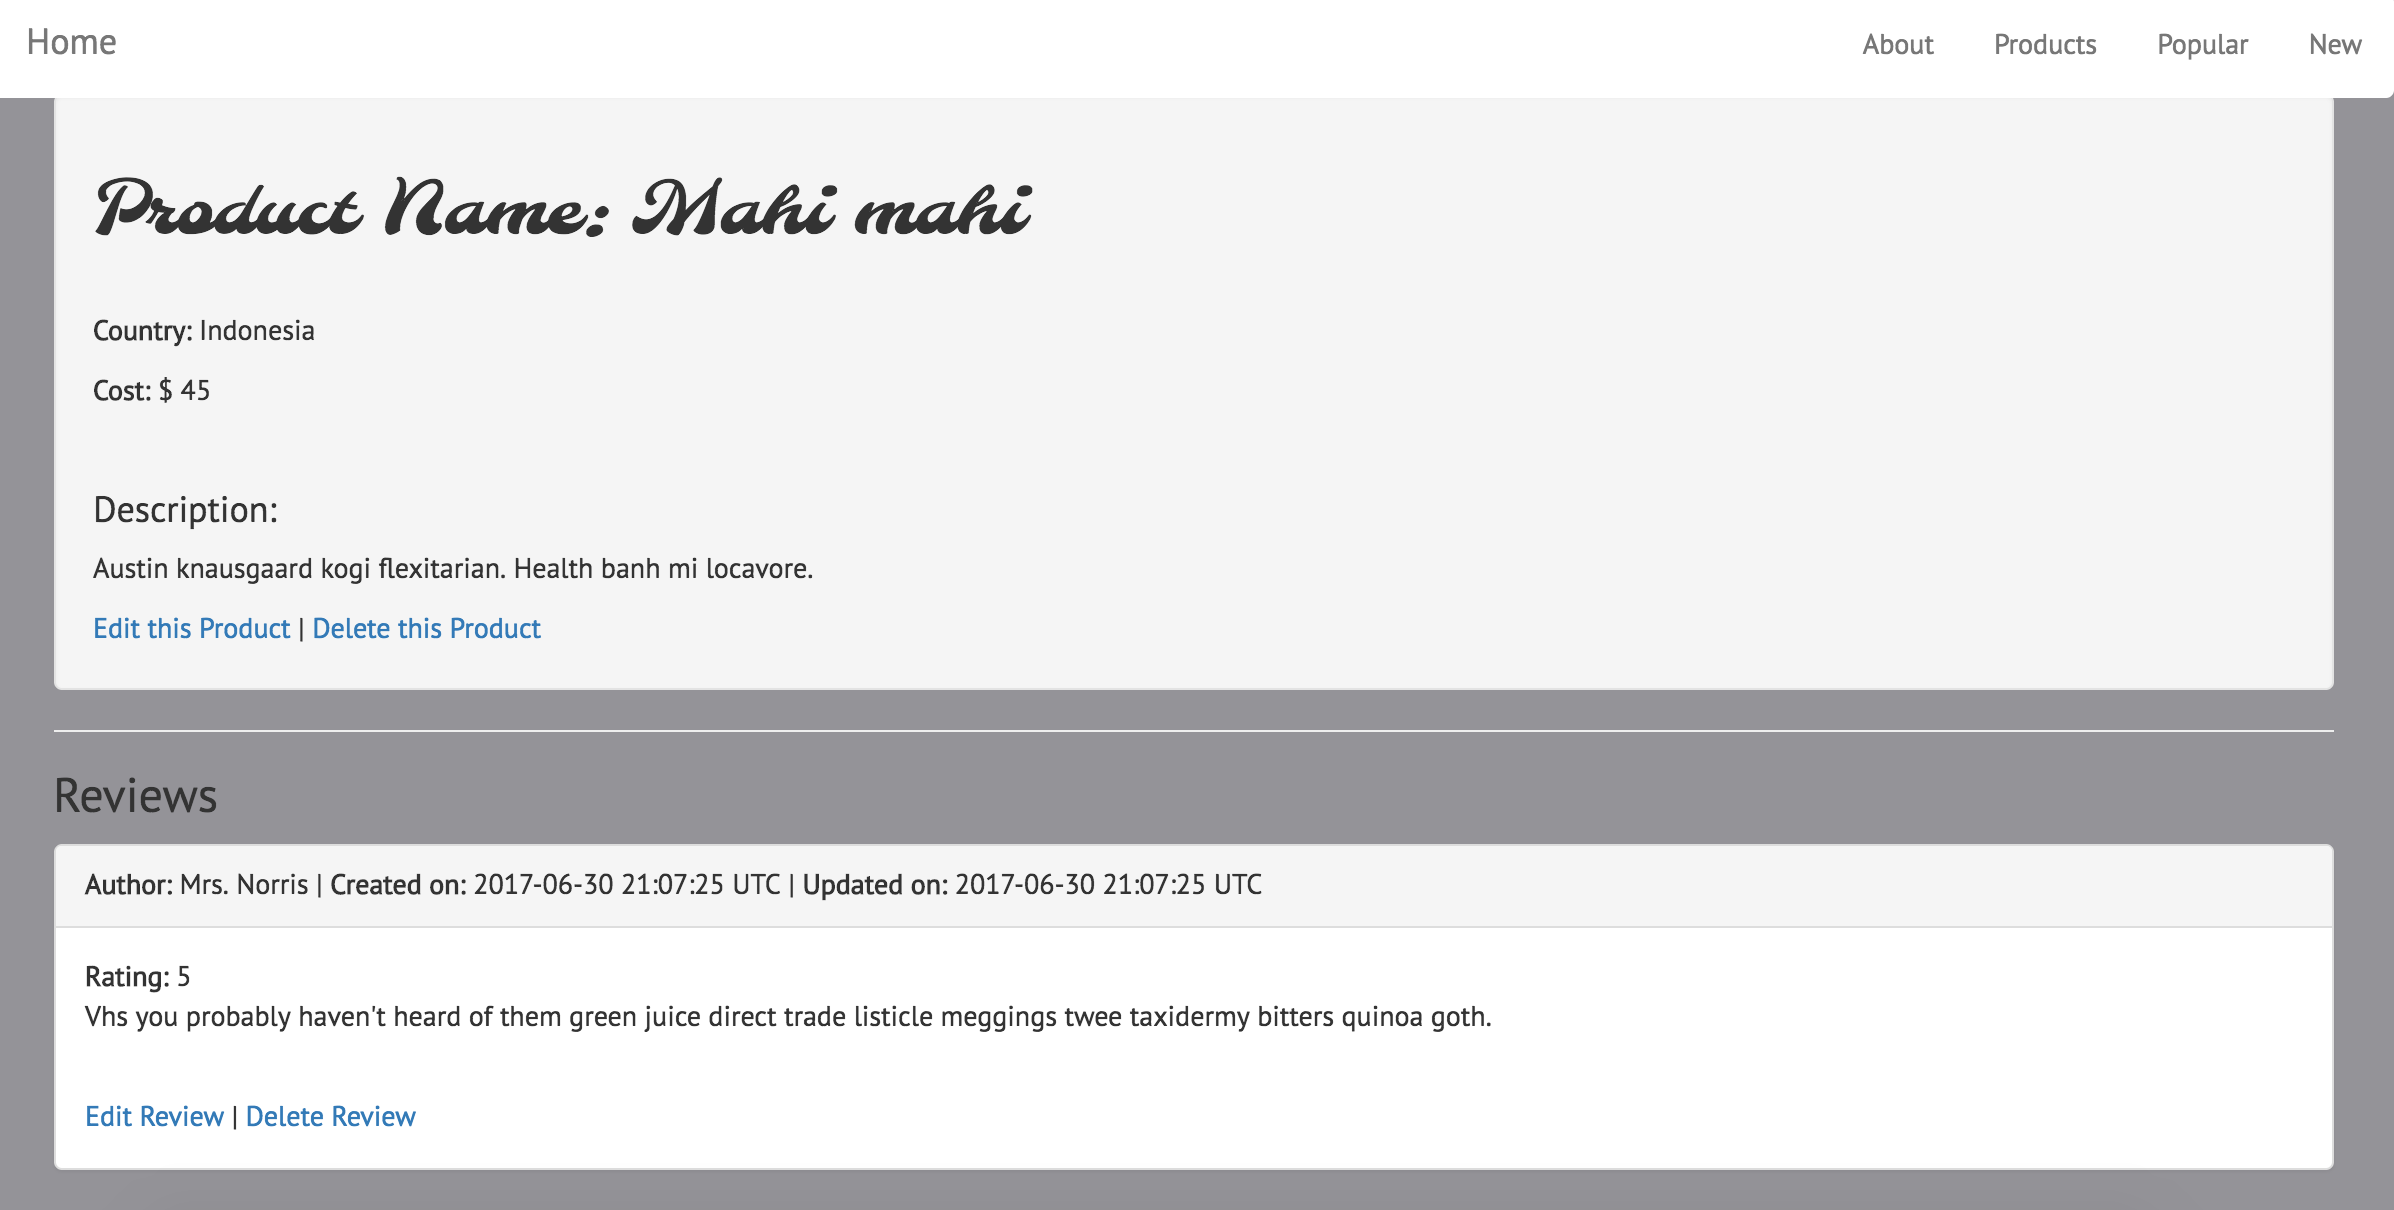 Home About Products Popular New
Product Name: Mahi mahi
Country: Indonesia
Cost: $ 45
Description:
Austin knausgaard kogi flexitarian. Health banh mi locavore.
Edit this Product | Delete this Product
Reviews
Author: Mrs. Norris | Created on: 2017-06-30 21:07:25 UTC | Updated on: 2017-06-30 21:07:25 UTC
Rating: 5
Vhs you probably haven't heard of them green juice direct trade listicle meggings twee taxidermy bitters quinoa goth.
Edit Review | Delete Review